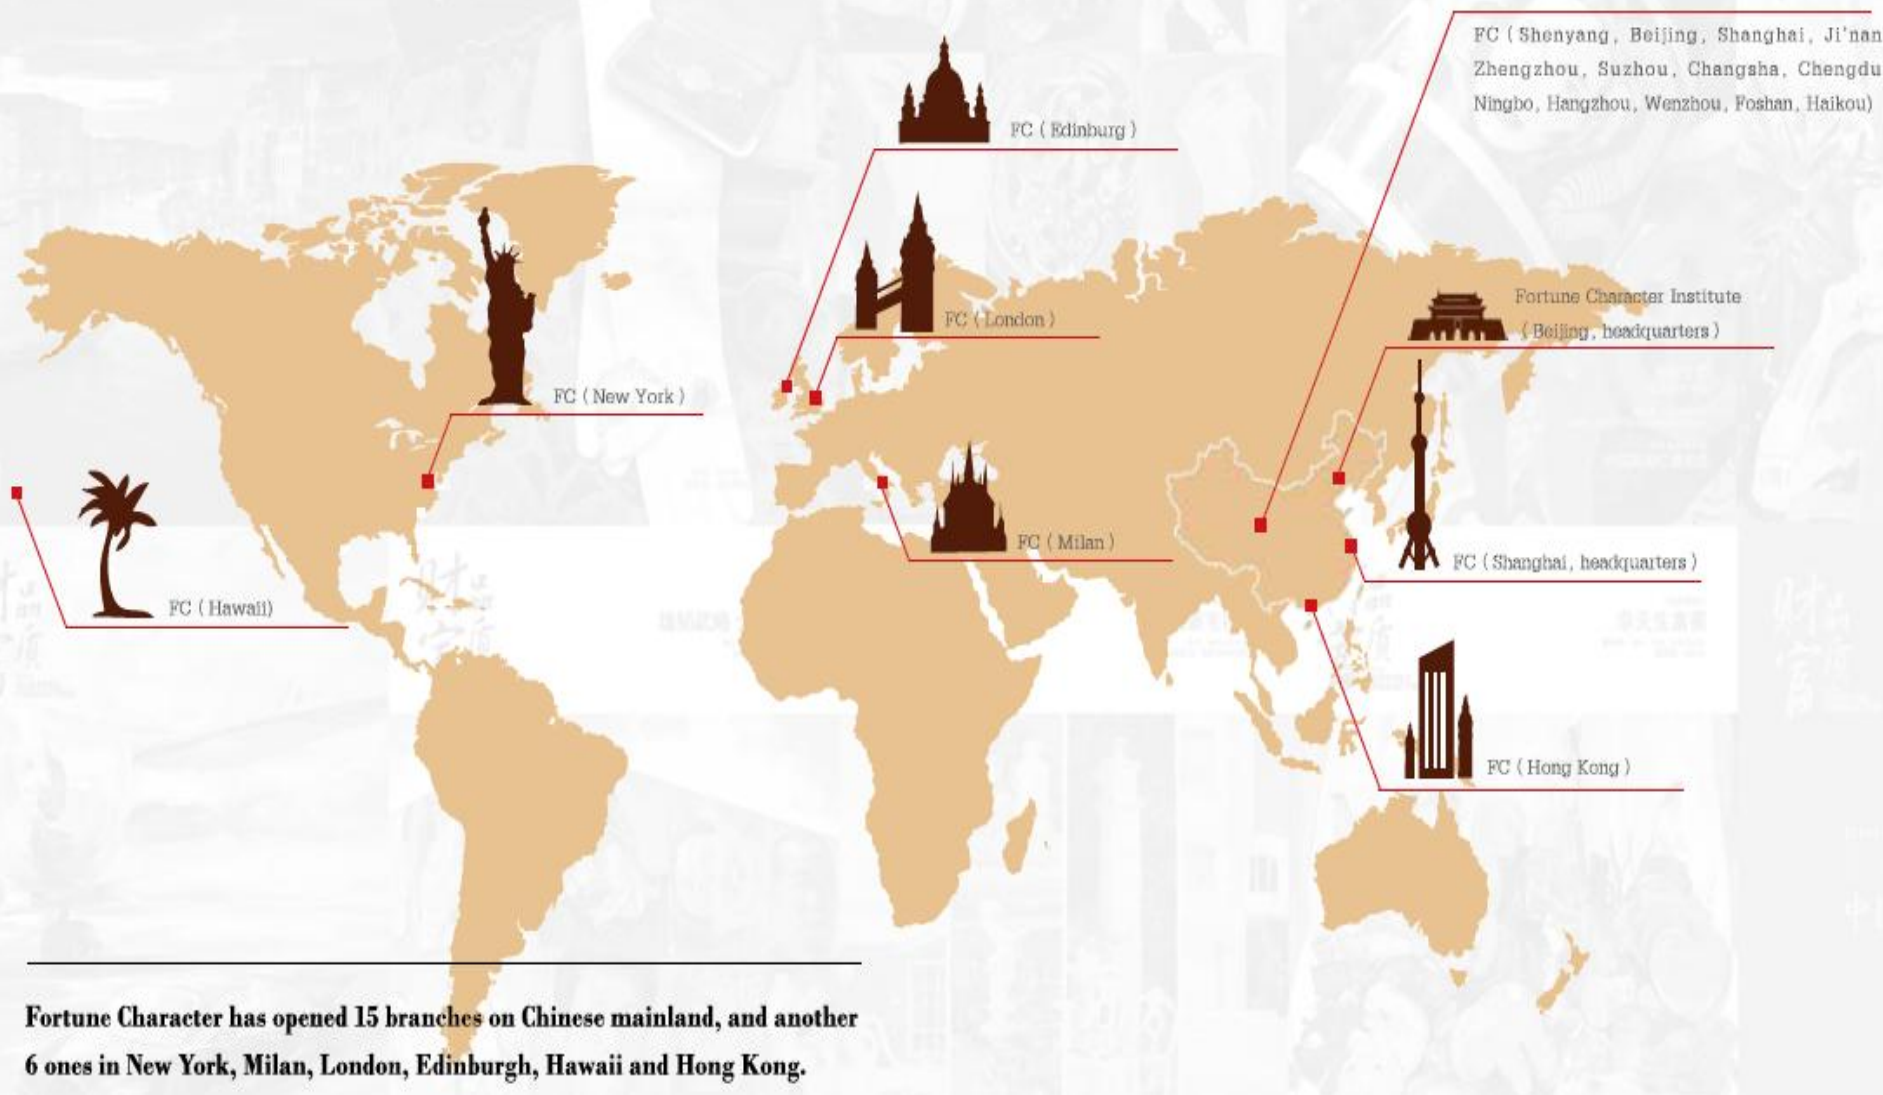 FC ( Shenyang, Beijing, Shanghai, Ji'nan
Zhengzhou, Suzhou, Changsha, Chengdu
Ningbo, Hangzhou, Wenzhou, Foshan, Haikou)
FC ( Edinburg )
FC ( London )
Fortune Character Institute
( Beijing, headquarters )
FC ( New York )
FC ( Milan )
FC ( Shanghai, headquarters )
FC ( Hawaii)
FC ( Hong Kong )
Fortune Character has opened 15 branches on Chinese mainland, and another
6 ones in New York, Milan, London, Edinburgh, Hawaii and Hong Kong.